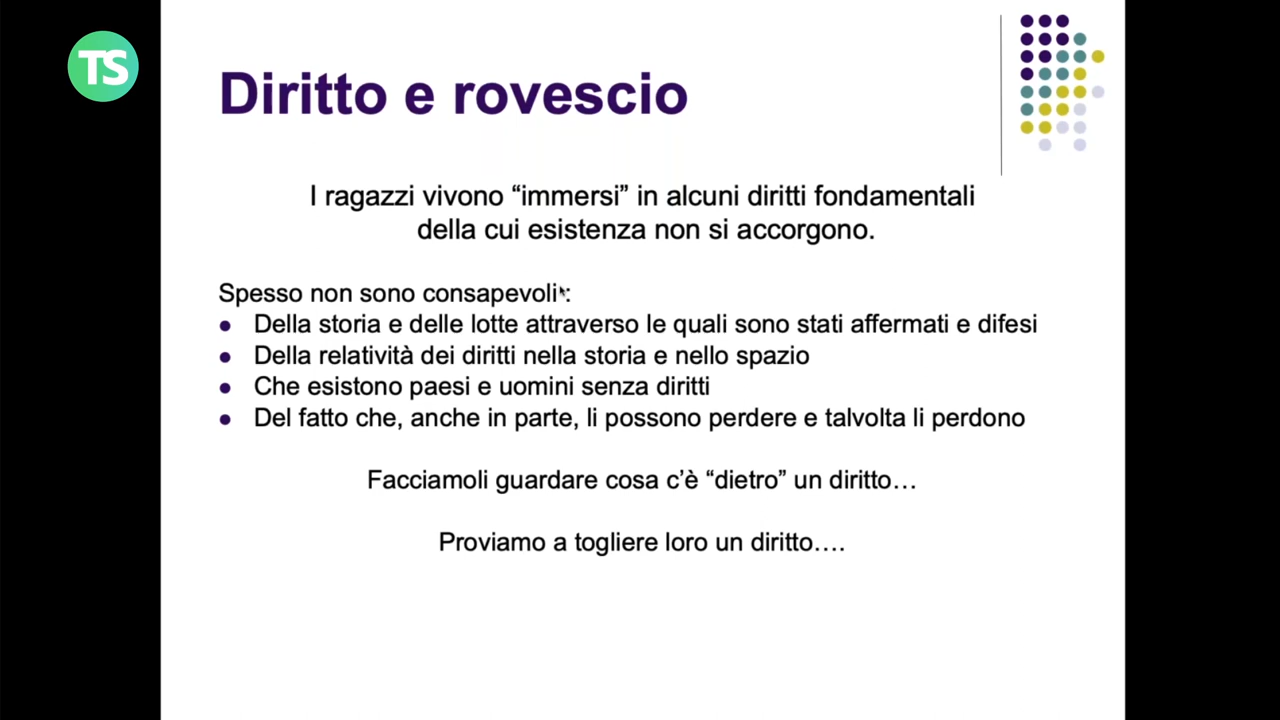 TS
Diritto e rovescio
I ragazzi vivono “immersi” in alcuni diritti fondamentali
della cui esistenza non si accorgono.
Spesso non sono consapevoli:
● Della storia e delle lotte attraverso le quali sono stati affermati e difesi
● Della relatività dei diritti nella storia e nello spazio
● Che esistono paesi e uomini senza diritti
● Del fatto che, anche in parte, li possono perdere e talvolta li perdono
Facciamoli guardare cosa c’è “dietro” un diritto…
Proviamo a togliere loro un diritto….